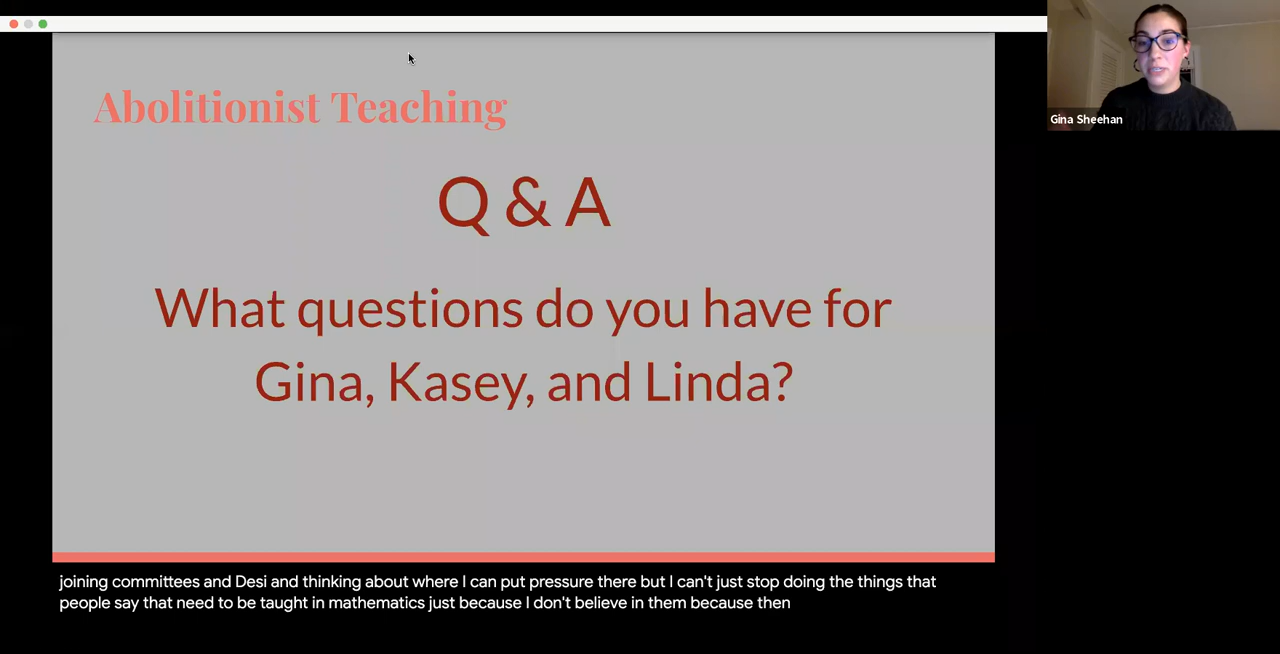 Abolitionist Teaching
Q & A
What questions do you have for
Gina, Kasey, and Linda?
Gina Sheehan
joining committees and Desi and thinking about where I can put pressure there but I can't just stop doing the things that
people say that need to be taught in mathematics just because I don't believe in them because then